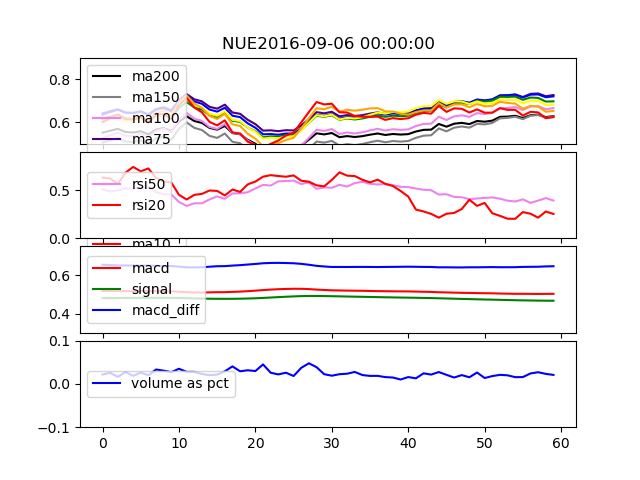 NUE2016-09-06 00:00:00
0.8
0.6
ma200
ma150
ma100
ma75
0.5
0.0
rsi50
rsi20
ma10
0.6
0.4
macd
signal
macd_diff
0.1
0.0
−0.1
volume as pct
0 10 20 30 40 50 60